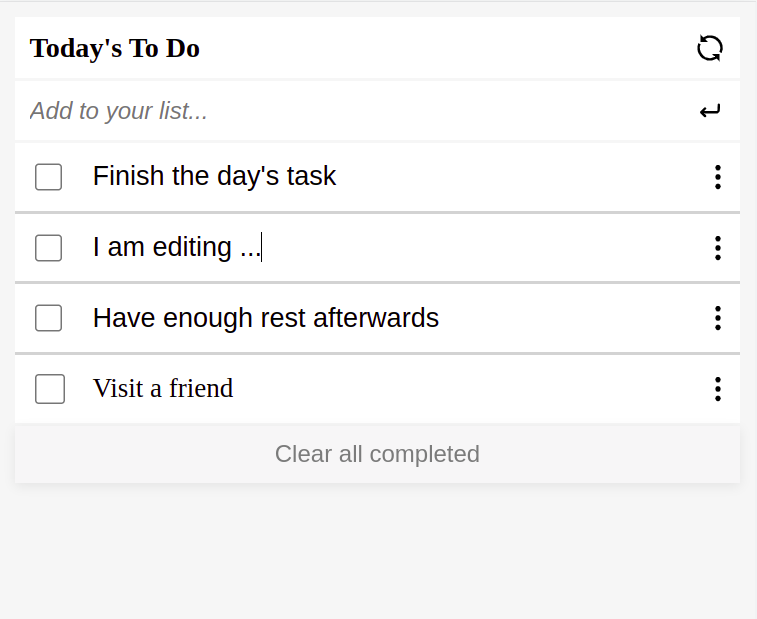 Today's To Do
Add to your list...
Finish the day's task
I am editing ...
Have enough rest afterwards
Visit a friend
Clear all completed